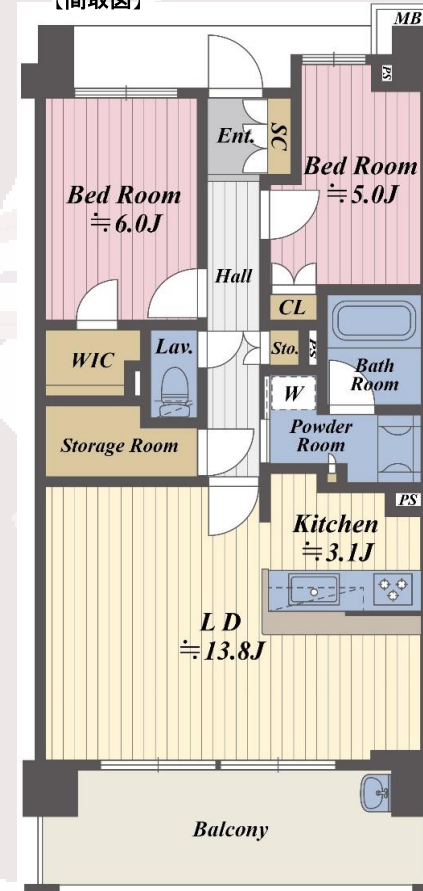 【間取図】
MB
PS
Ent.
SC
Bed Room
≒6.0J
Bed Room
≒5.0J
Hall
CL
WIC
Lav.
Sto.
PS
Bath
Room
W
Storage Room
Powder
Room
PS
Kitchen
≒3.1J
L D
≒13.8J
Balcony